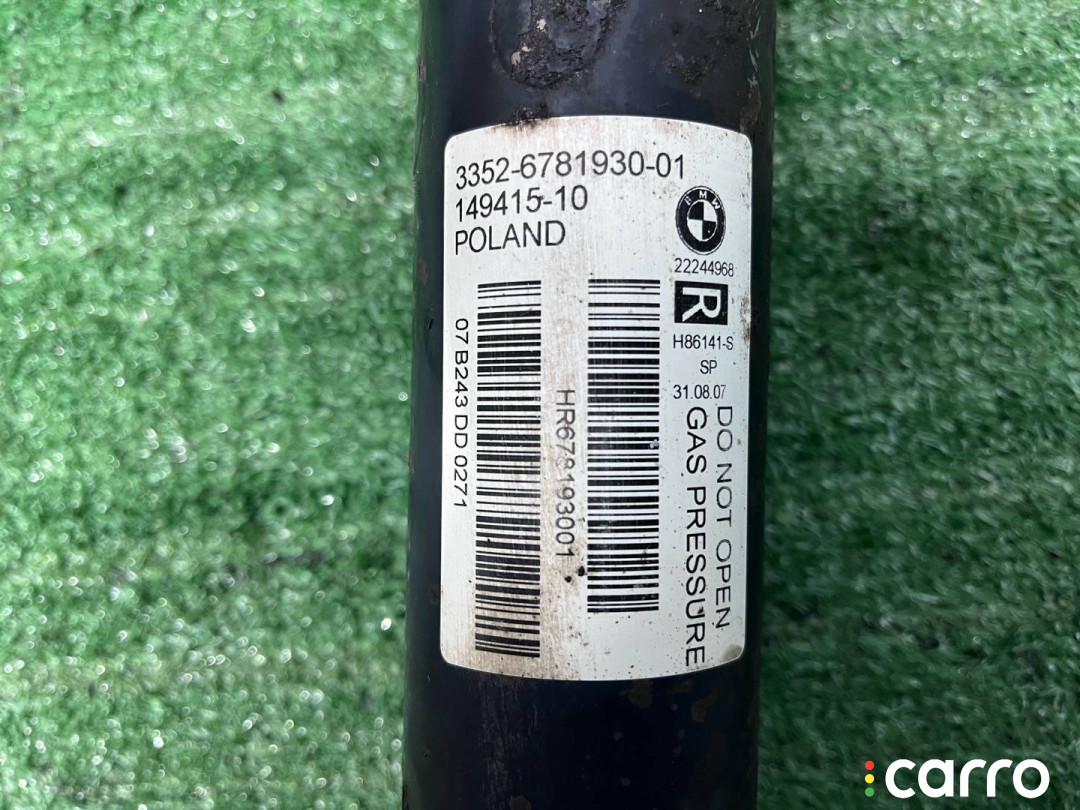 3352-6781930-01
149415-10
POLAND
BMW
22244968
R
H86141-S
SP
31.08.07
DO NOT OPEN
GAS PRESSURE
07 B243 DD 0271
HR678193001
carro